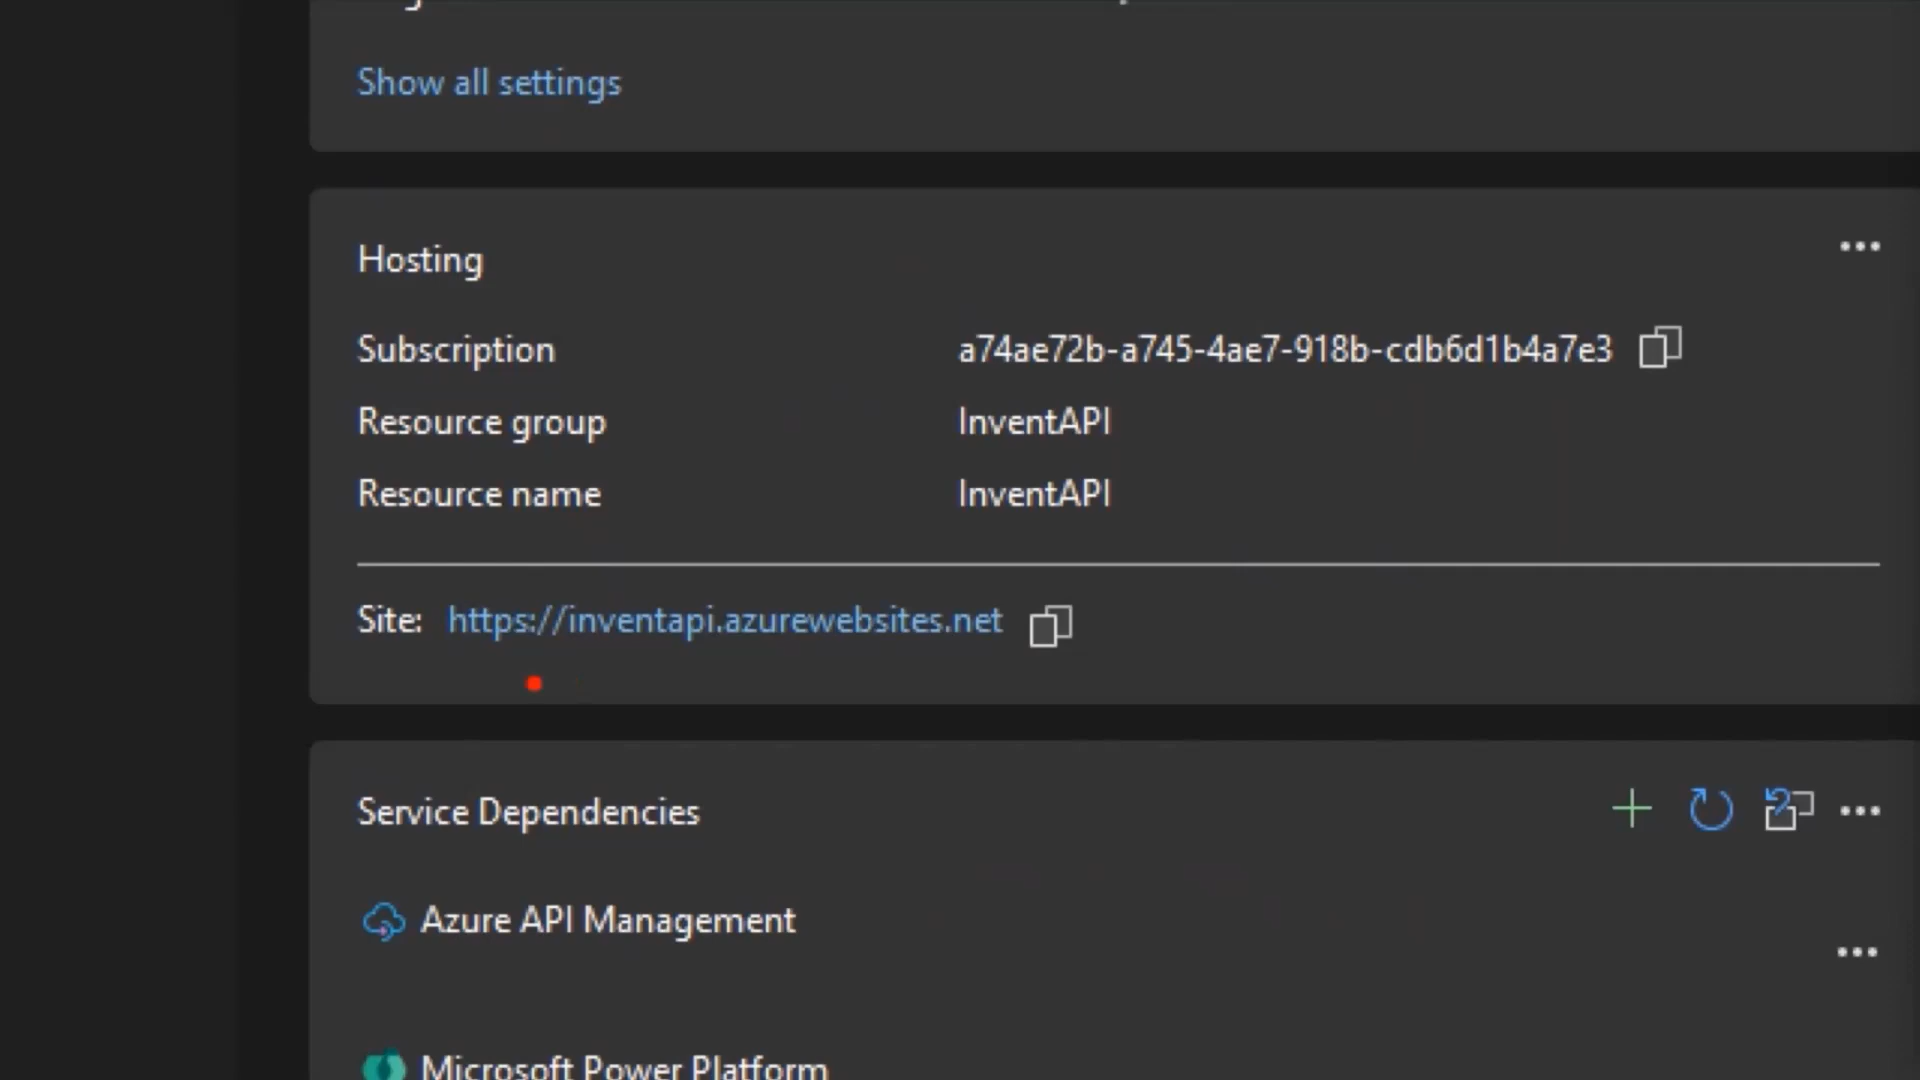 Show all settings
Hosting
Subscription a74ae72b-a745-4ae7-918b-cdb6d1b4a7e3
Resource group InventAPI
Resource name InventAPI
Site: https://inventapi.azurewebsites.net
Service Dependencies
Azure API Management
Microsoft Power Platform